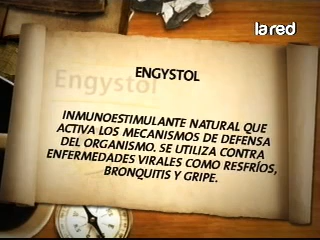 la red
Engystol
ENGYSTOL
INMUNOESTIMULANTE NATURAL QUE
ACTIVA LOS MECANISMOS DE DEFENSA
DEL ORGANISMO. SE UTILIZA CONTRA
ENFERMEDADES VIRALES COMO RESFRÍOS,
BRONQUITIS Y GRIPE.